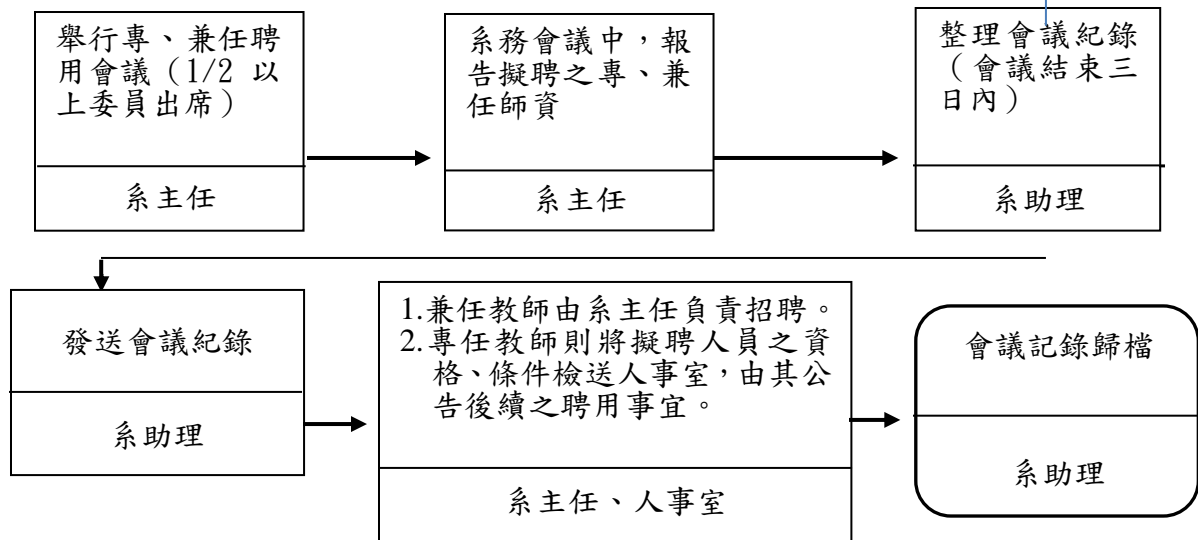 舉行專、兼任聘
用會議（1/2 以
上委員出席）
系主任
系務會議中，報
告擬聘之專、兼
任師資
系主任
整理會議紀錄
（會議結束三
日內）
系助理
發送會議紀錄
系助理
1.兼任教師由系主任負責招聘。
2.專任教師則將擬聘人員之資
格、條件檢送人事室，由其公
告後續之聘用事宜。
系主任、人事室
會議記錄歸檔
系助理